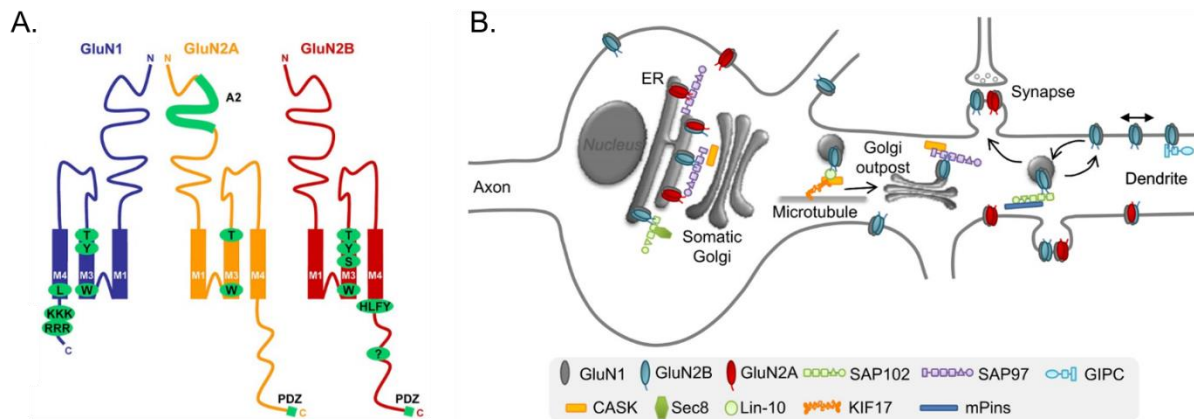 A.
GluN1 GluN2A GluN2B
N N N
A2
T T T
Y Y
S
M4 M3 M1 M1 M3 M4 M1 M3 M4
L W W W
KKK HLFY
RRR
C
?
PDZ PDZ
C C
B.
ER
Nucleus
Synapse
Axon
Golgi
outpost
Dendrite
Microtubule
Somatic
Golgi
GluN1 GluN2B GluN2A SAP102 SAP97 GIPC
CASK Sec8 Lin-10 KIF17 mPins